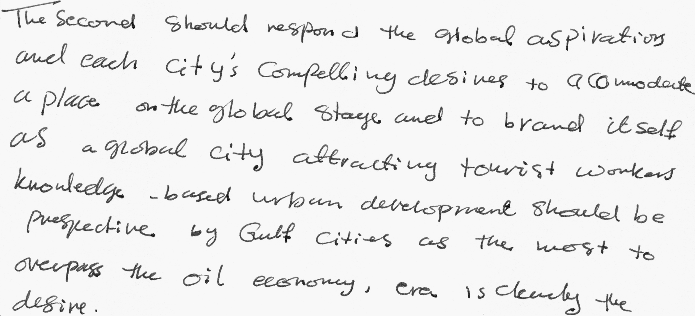 The second should respond the global aspirations
and each city's compelling desires to acommodate
a place on the global stage and to brand itself
as a global city attracting tourist workers
knowledge-based urban development should be
prespective by Gulf cities as the most to
overpass the oil economy, era is clearly the
desire.